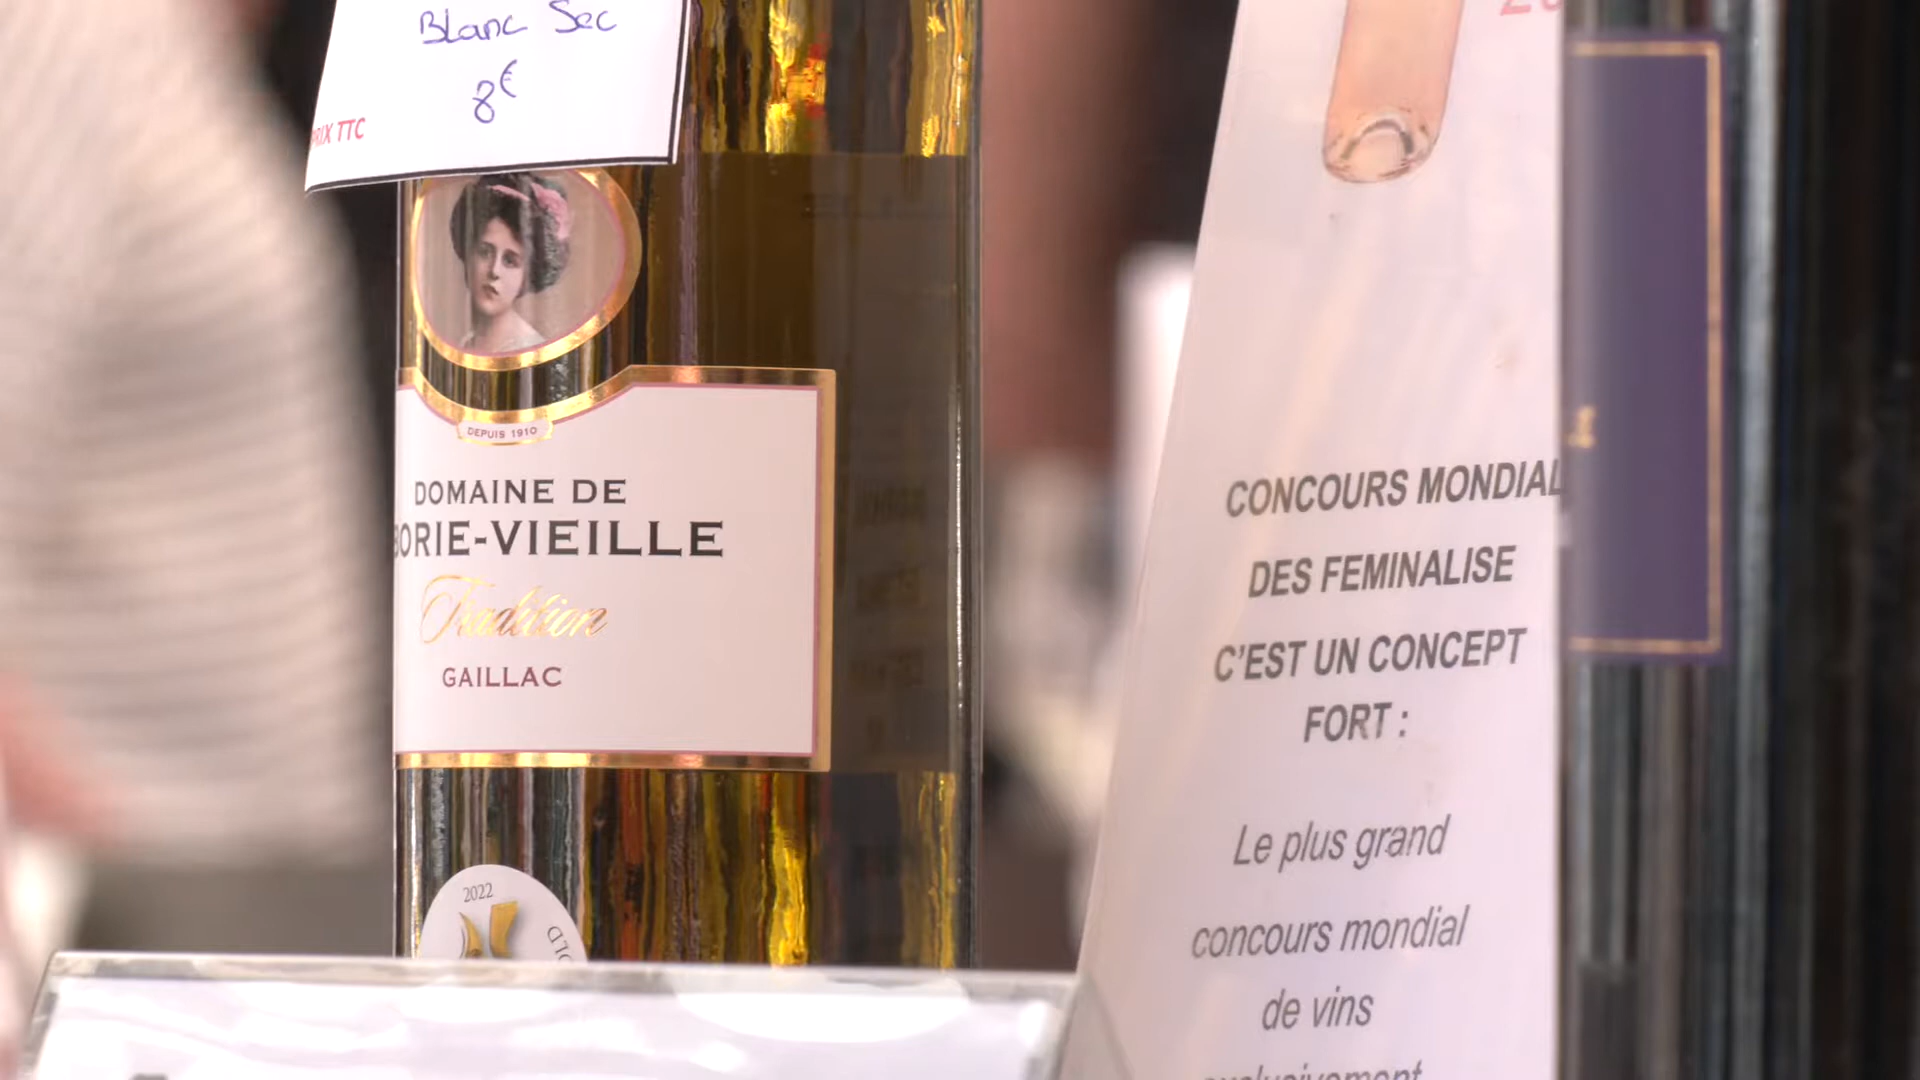 Blanc Sec
8€
PRIX TTC
DEPUIS 1910
DOMAINE DE
BORIE-VIEILLE
Tradition
GAILLAC
2022
CONCOURS MONDIAL
DES FEMINALISE
C'EST UN CONCEPT
FORT :
Le plus grand
concours mondial
de vins
exclusivement